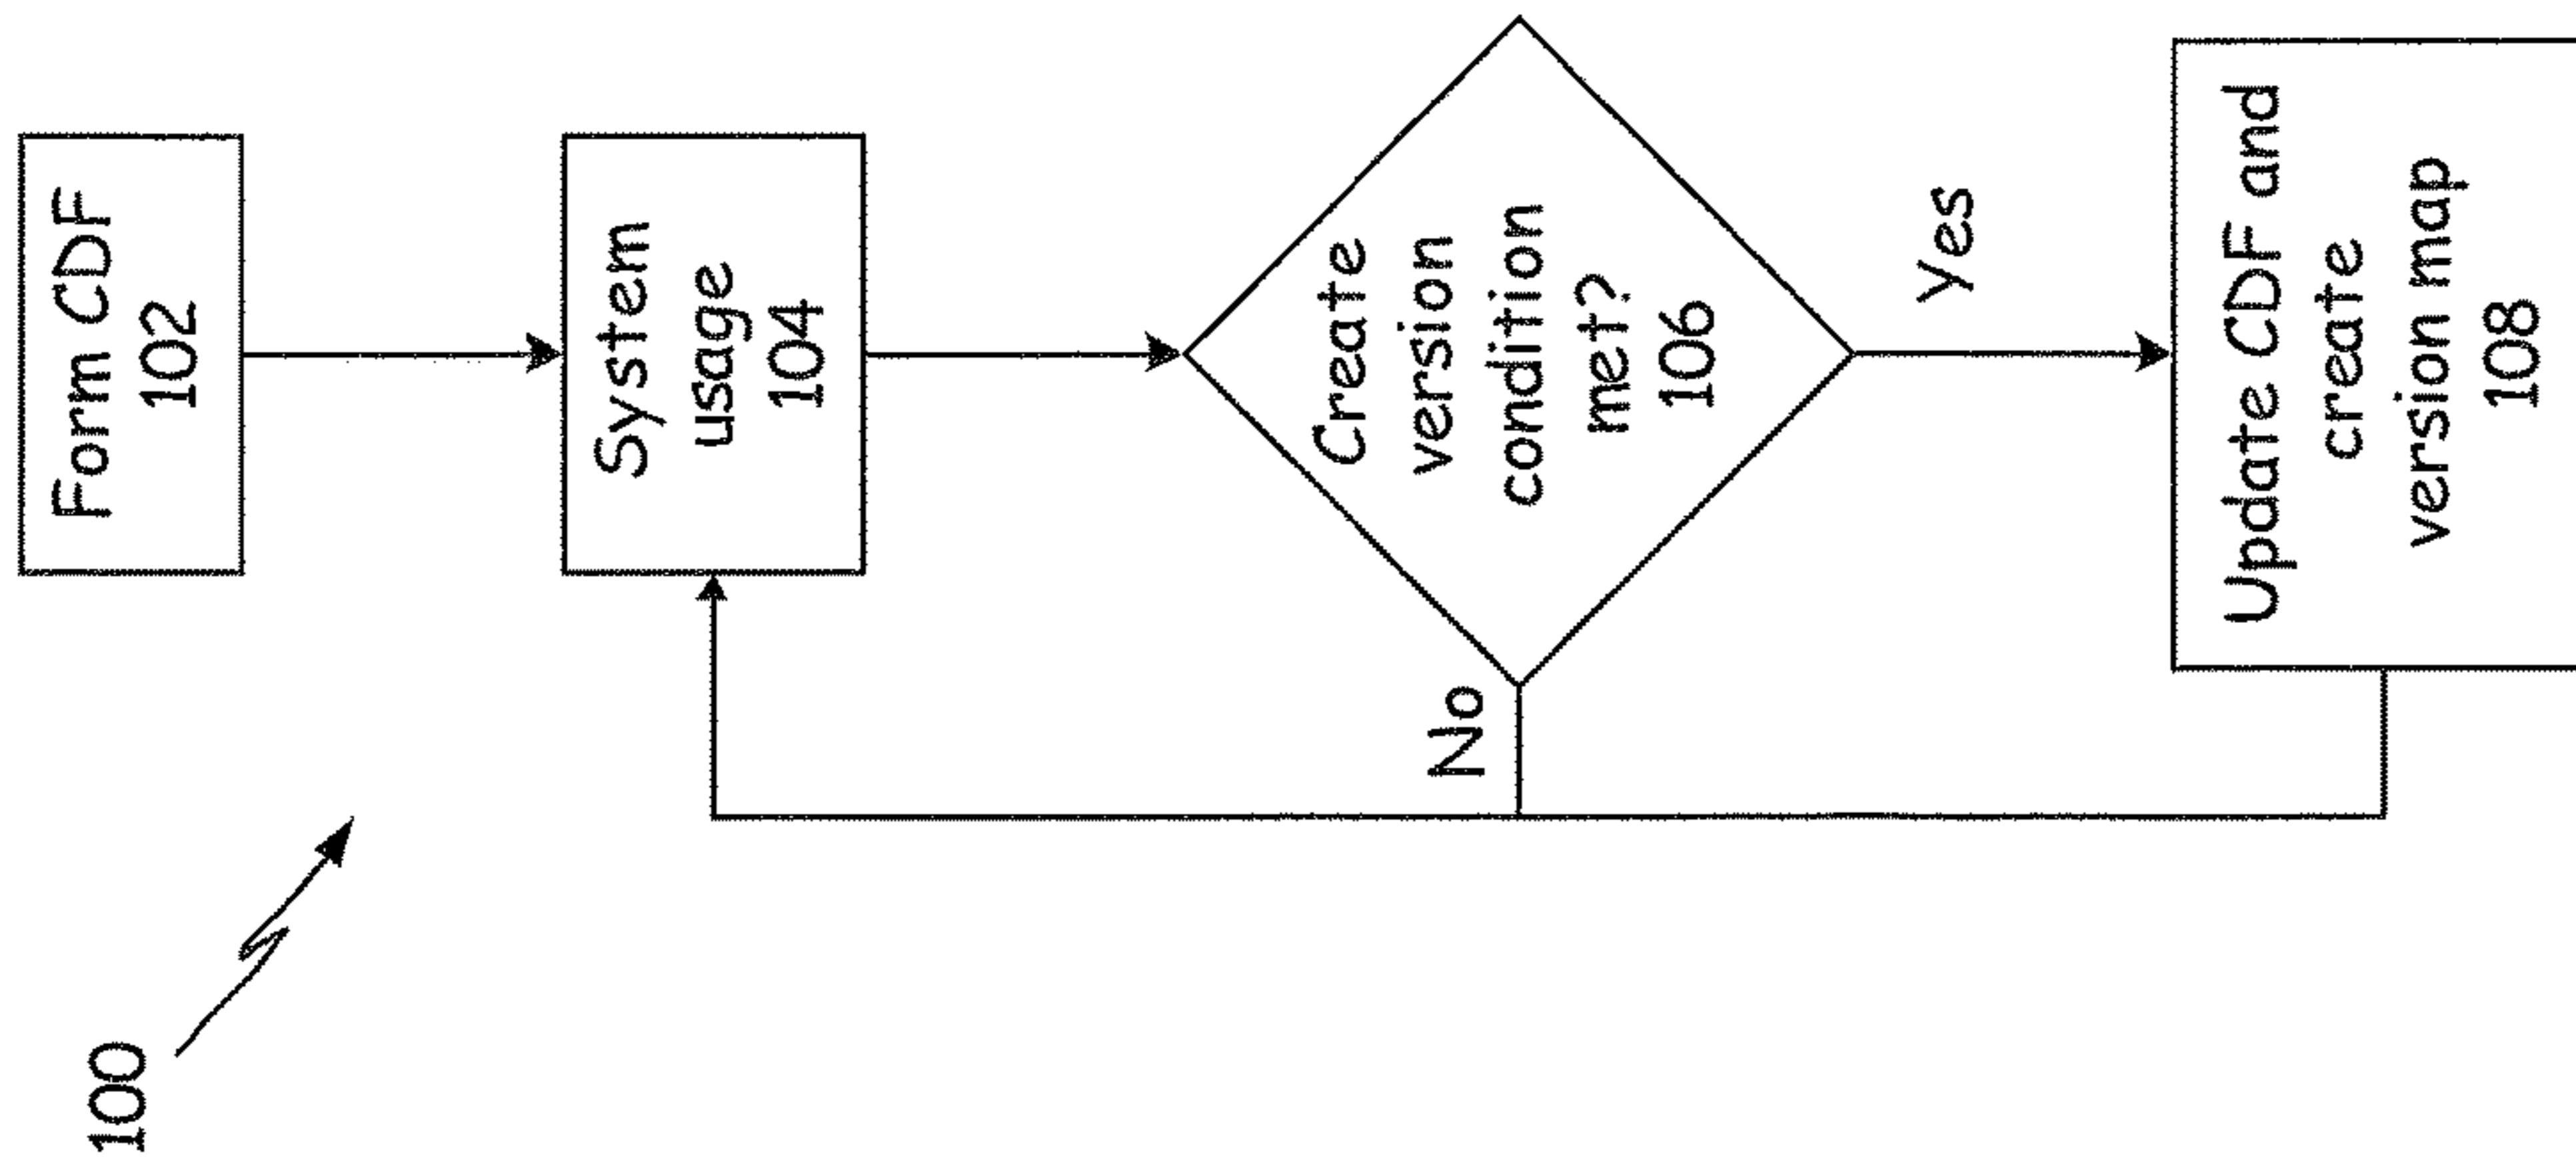 100
Form CDF
102
System
usage
104
Create
version
condition
met?
106
No
Yes
Update CDF and
create
version map
108